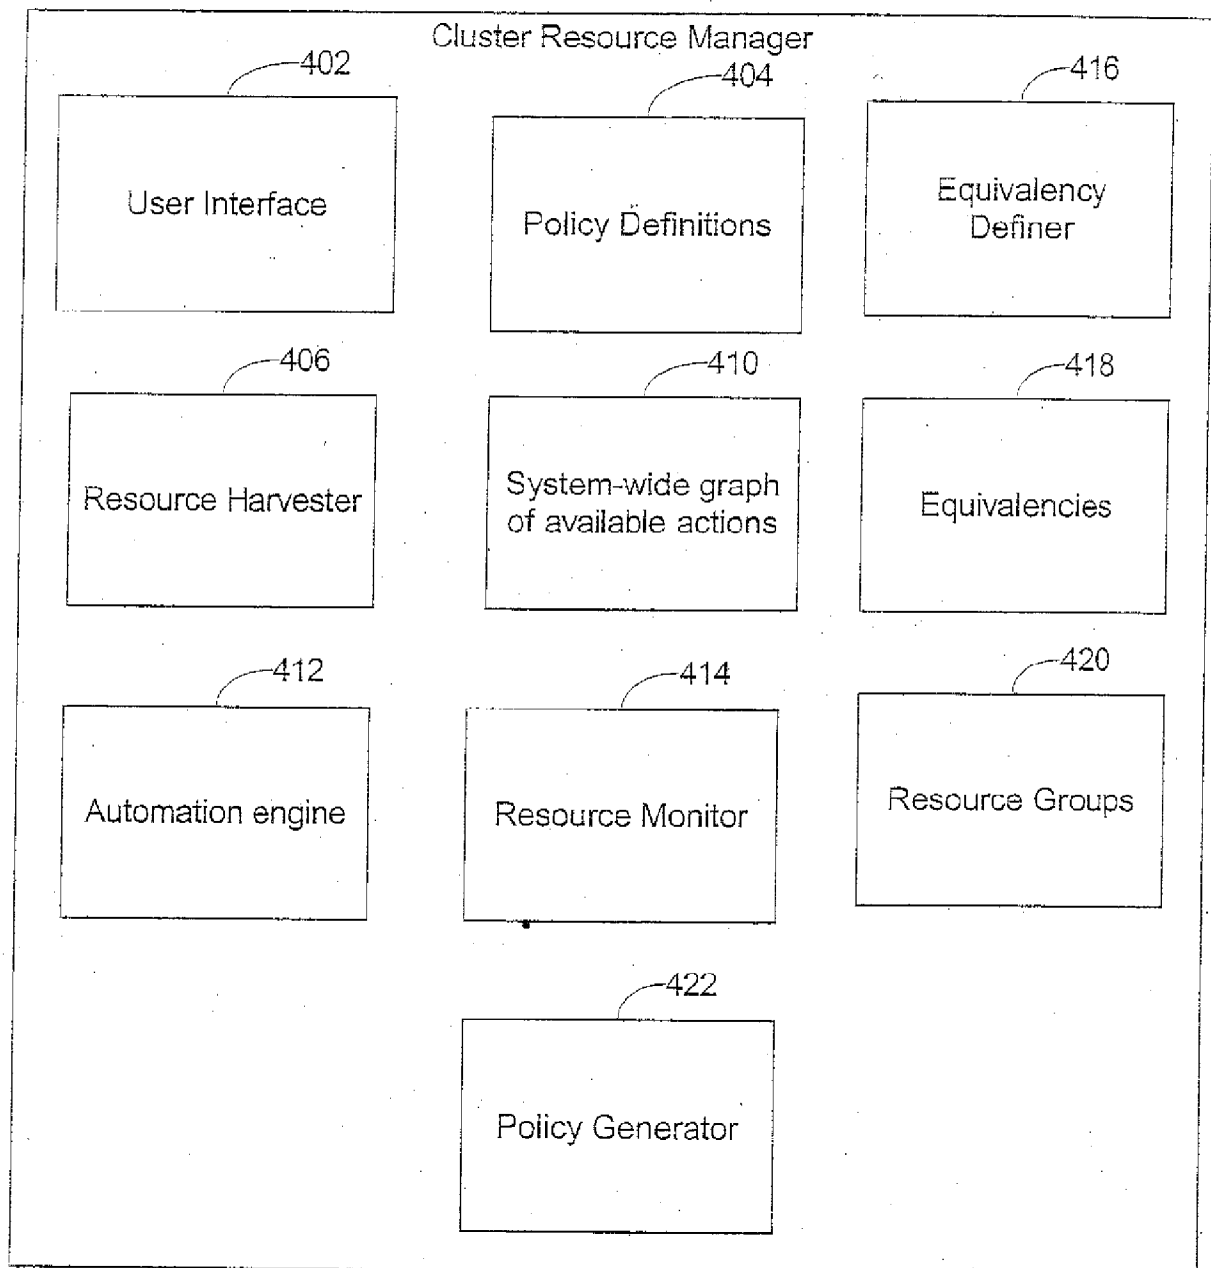 Cluster Resource Manager
402
404
416
User Interface
Policy Definitions
Equivalency
Definer
406
410
418
Resource Harvester
System-wide graph
of available actions
Equivalencies
412
414
420
Automation engine
Resource Monitor
Resource Groups
422
Policy Generator